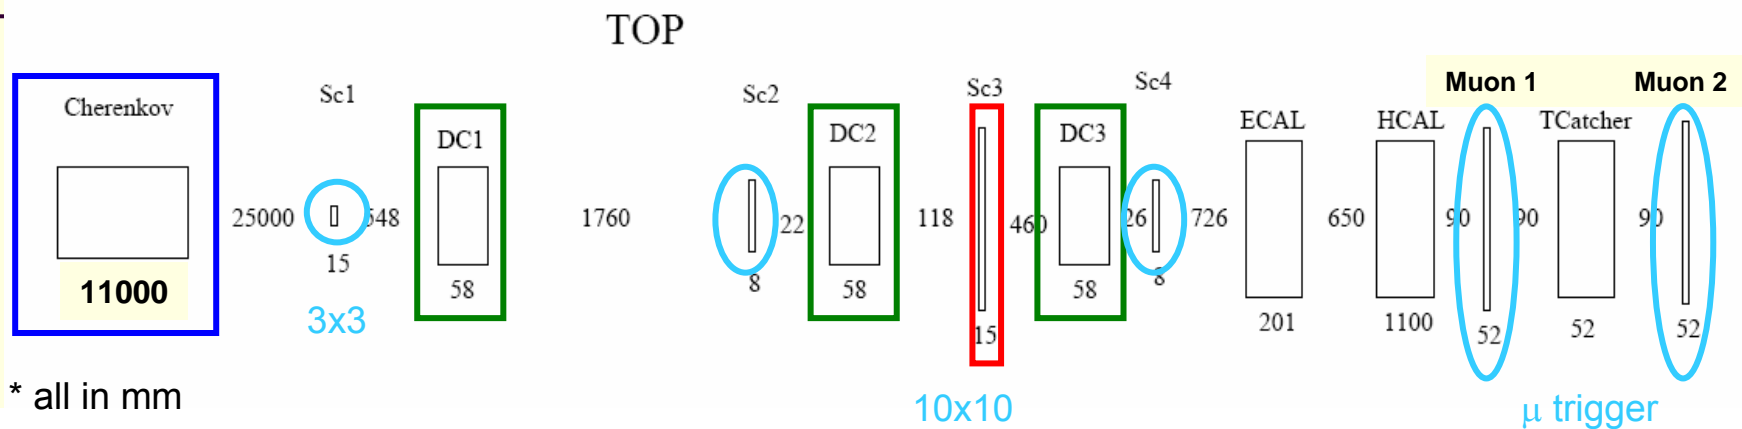 TOP
Cherenkov
Sc1
DC1
Sc2
DC2
Sc3
DC3
Sc4
ECAL
HCAL
Muon 1
TCatcher
Muon 2
25000
548
1760
22
118
460
26
726
650
90
90
90
11000
15
58
8
58
15
58
8
201
1100
52
52
52
3x3
* all in mm
10x10
μ trigger